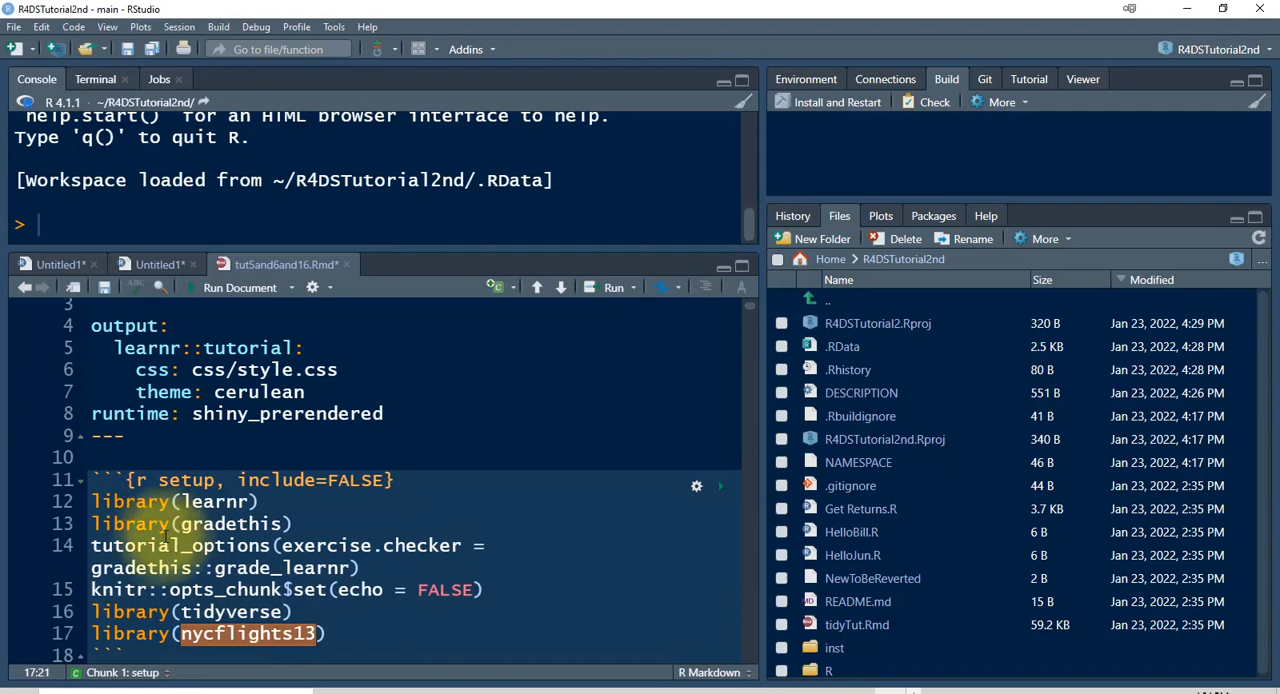 R4DSTutorial2nd - main - RStudio
File Edit Code View Plots Session Build Debug Profile Tools Help
Go to file/function
Addins
R4DSTutorial2nd
Console Terminal Jobs
R 4.1.1 · ~/R4DSTutorial2nd/
'help.start()' for an HTML browser interface to help.
Type 'q()' to quit R.
[Workspace loaded from ~/R4DSTutorial2nd/.RData]
>
Untitled1* Untitled1* tut5and6and16.Rmd*
Run Document Run
3
4 output:
5 learnr::tutorial:
6 css: css/style.css
7 theme: cerulean
8 runtime: shiny_prerendered
9 ---
10
11 ```{r setup, include=FALSE}
12 library(learnr)
13 library(gradethis)
14 tutorial_options(exercise.checker =
gradethis::grade_learnr)
15 knitr::opts_chunk$set(echo = FALSE)
16 library(tidyverse)
17 library(nycflights13)
18 ```
17:21 Chunk 1: setup R Markdown
Environment Connections Build Git Tutorial Viewer
Install and Restart Check More
History Files Plots Packages Help
New Folder Delete Rename More
Home R4DSTutorial2nd ...
Name Size Modified
..
R4DSTutorial2.Rproj 320 B Jan 23, 2022, 4:29 PM
.RData 2.5 KB Jan 23, 2022, 4:28 PM
.Rhistory 80 B Jan 23, 2022, 4:28 PM
DESCRIPTION 551 B Jan 23, 2022, 4:26 PM
.Rbuildignore 41 B Jan 23, 2022, 4:17 PM
R4DSTutorial2nd.Rproj 340 B Jan 23, 2022, 4:17 PM
NAMESPACE 46 B Jan 23, 2022, 4:17 PM
.gitignore 44 B Jan 23, 2022, 2:35 PM
Get Returns.R 3.7 KB Jan 23, 2022, 2:35 PM
HelloBill.R 6 B Jan 23, 2022, 2:35 PM
HelloJun.R 6 B Jan 23, 2022, 2:35 PM
NewToBeReverted 2 B Jan 23, 2022, 2:35 PM
README.md 15 B Jan 23, 2022, 2:35 PM
tidyTut.Rmd 59.2 KB Jan 23, 2022, 2:35 PM
inst
R